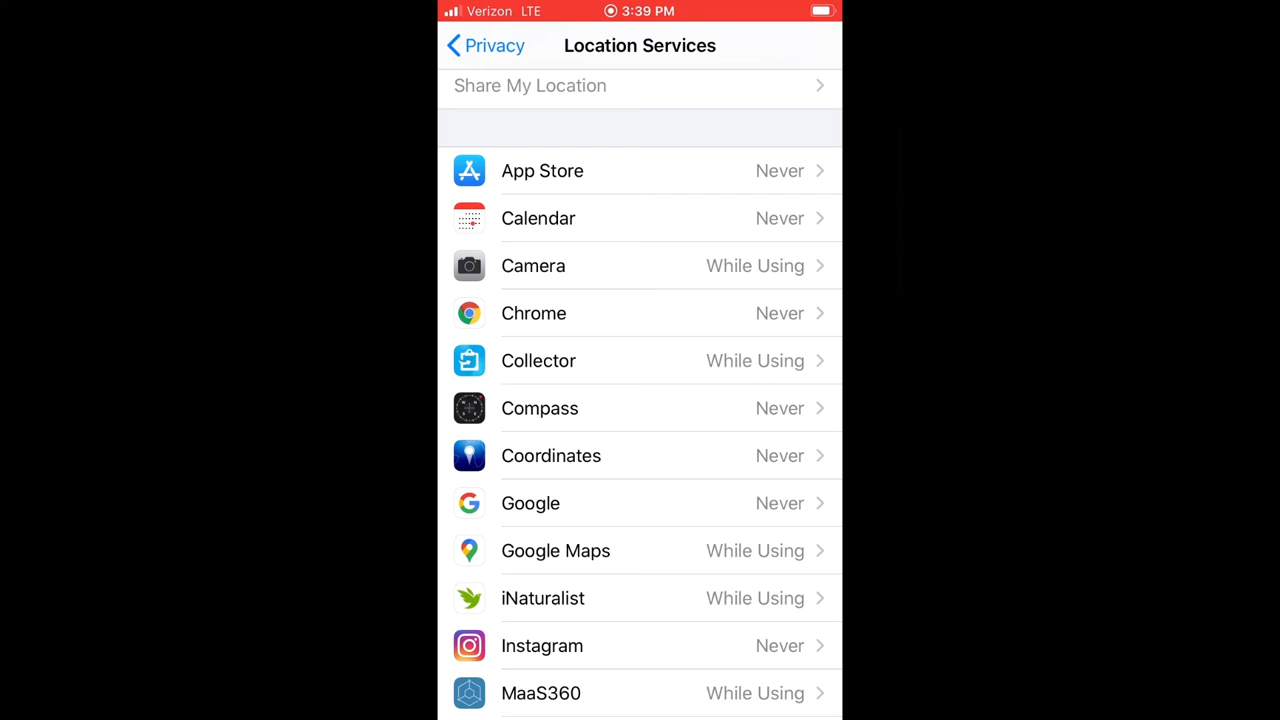 Verizon LTE 3:39 PM
Privacy Location Services
Share My Location
App Store Never
Calendar Never
Camera While Using
Chrome Never
Collector While Using
Compass Never
Coordinates Never
Google Never
Google Maps While Using
iNaturalist While Using
Instagram Never
MaaS360 While Using